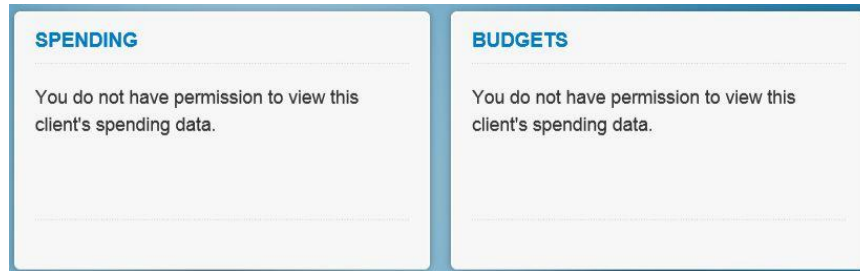 SPENDING
You do not have permission to view this
client's spending data.
BUDGETS
You do not have permission to view this
client's spending data.